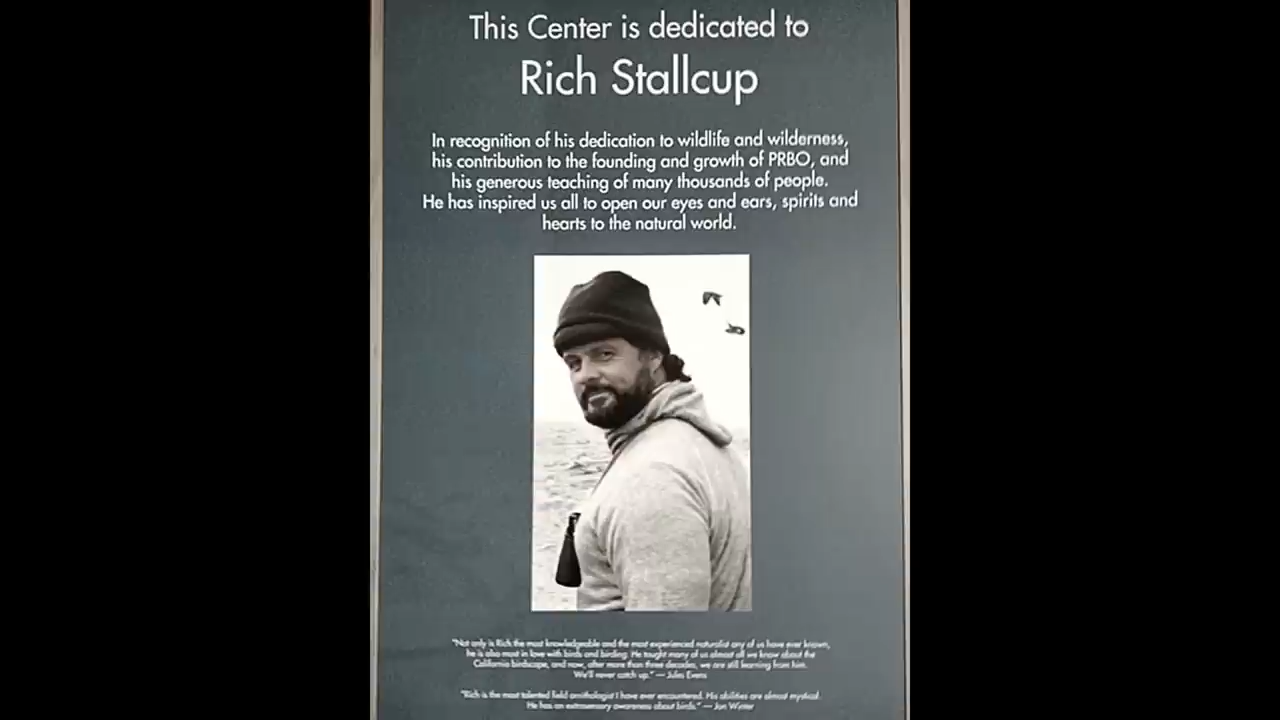 This Center is dedicated to
Rich Stallcup
In recognition of his dedication to wildlife and wilderness,
his contribution to the founding and growth of PRBO, and
his generous teaching of many thousands of people.
He has inspired us all to open our eyes and ears, spirits and
hearts to the natural world.
"Not only is Rich the most knowledgeable and the most experienced naturalist any of us have ever known,
he is also most in love with birds and birding. He taught many of us almost all we know about the
California birdscape, and now, after more than three decades, we are still learning from him.
We'll never catch up." — Jules Evens
"Rich is the most talented field ornithologist I have ever encountered. His abilities are almost mystical.
He has an extrasensory awareness about birds." — Jon Winter